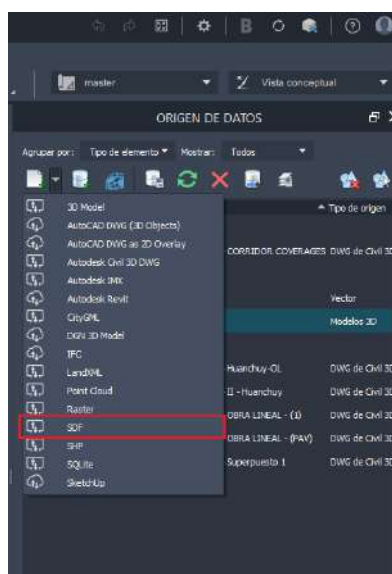 master Vista conceptual
ORIGEN DE DATOS
Agrupar por: Tipo de elemento Mostrar: Todos
Tipo de origen
3D Model
AutoCAD DWG (3D Objects)
AutoCAD DWG as 2D Overlay
Autodesk Civil 3D DWG
Autodesk IMX
Autodesk Revit
CityGML
DGN 3D Model
IFC
LandXML
Point Cloud
Raster
SDF
SHP
SQLite
SketchUp
CORRIDOR COVERAGES DWG de Civil 3D
Vector
Modelos 3D
Huanchuy-OL DWG de Civil 3D
II - Huanchuy DWG de Civil 3D
OBRA LINEAL - (1) DWG de Civil 3D
OBRA LINEAL - (PAV) DWG de Civil 3D
Superpuesto 1 DWG de Civil 3D